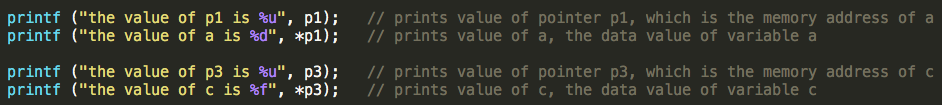 printf ("the value of p1 is %u", p1);   // prints value of pointer p1, which is the memory address of a
printf ("the value of a is %d", *p1);   // prints value of a, the data value of variable a
printf ("the value of p3 is %u", p3);   // prints value of pointer p3, which is the memory address of c
printf ("the value of c is %f", *p3);   // prints value of c, the data value of variable c